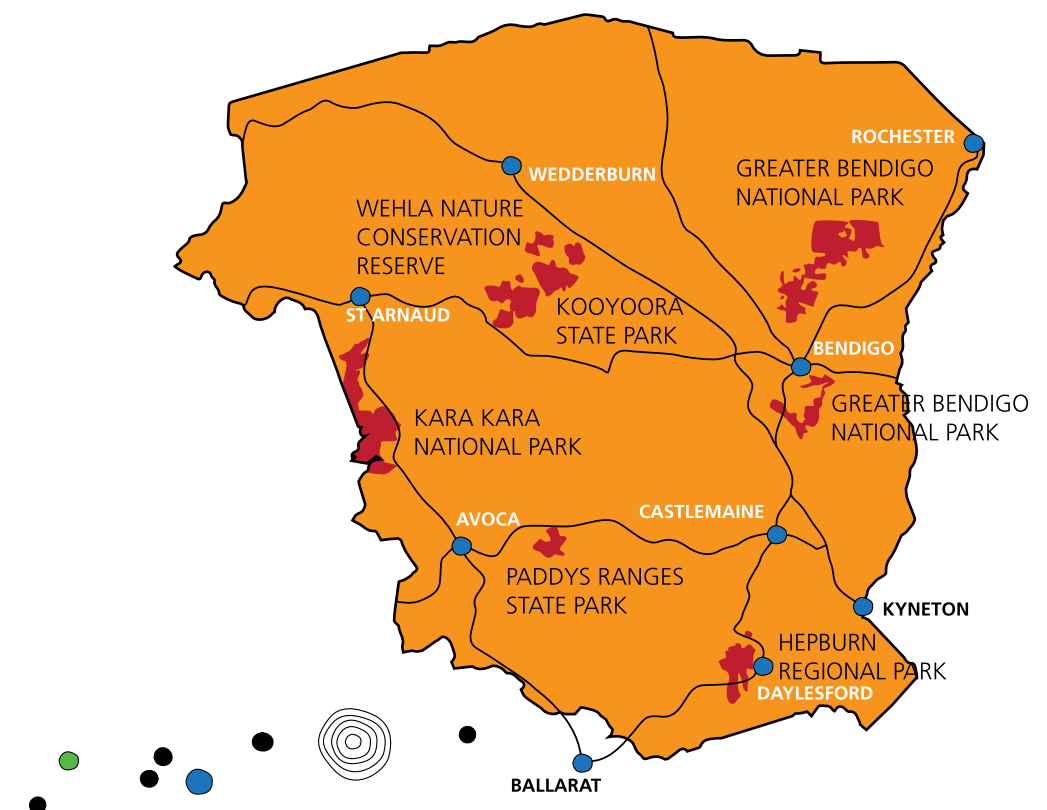 ROCHESTER
GREATER BENDIGO
NATIONAL PARK
WEDDERBURN
WEHLA NATURE
CONSERVATION
RESERVE
KOOYOORA
STATE PARK
ST ARNAUD
BENDIGO
GREATER BENDIGO
NATIONAL PARK
KARA KARA
NATIONAL PARK
CASTLEMAINE
AVOCA
PADDYS RANGES
STATE PARK
KYNETON
HEPBURN
REGIONAL PARK
DAYLESFORD
BALLARAT